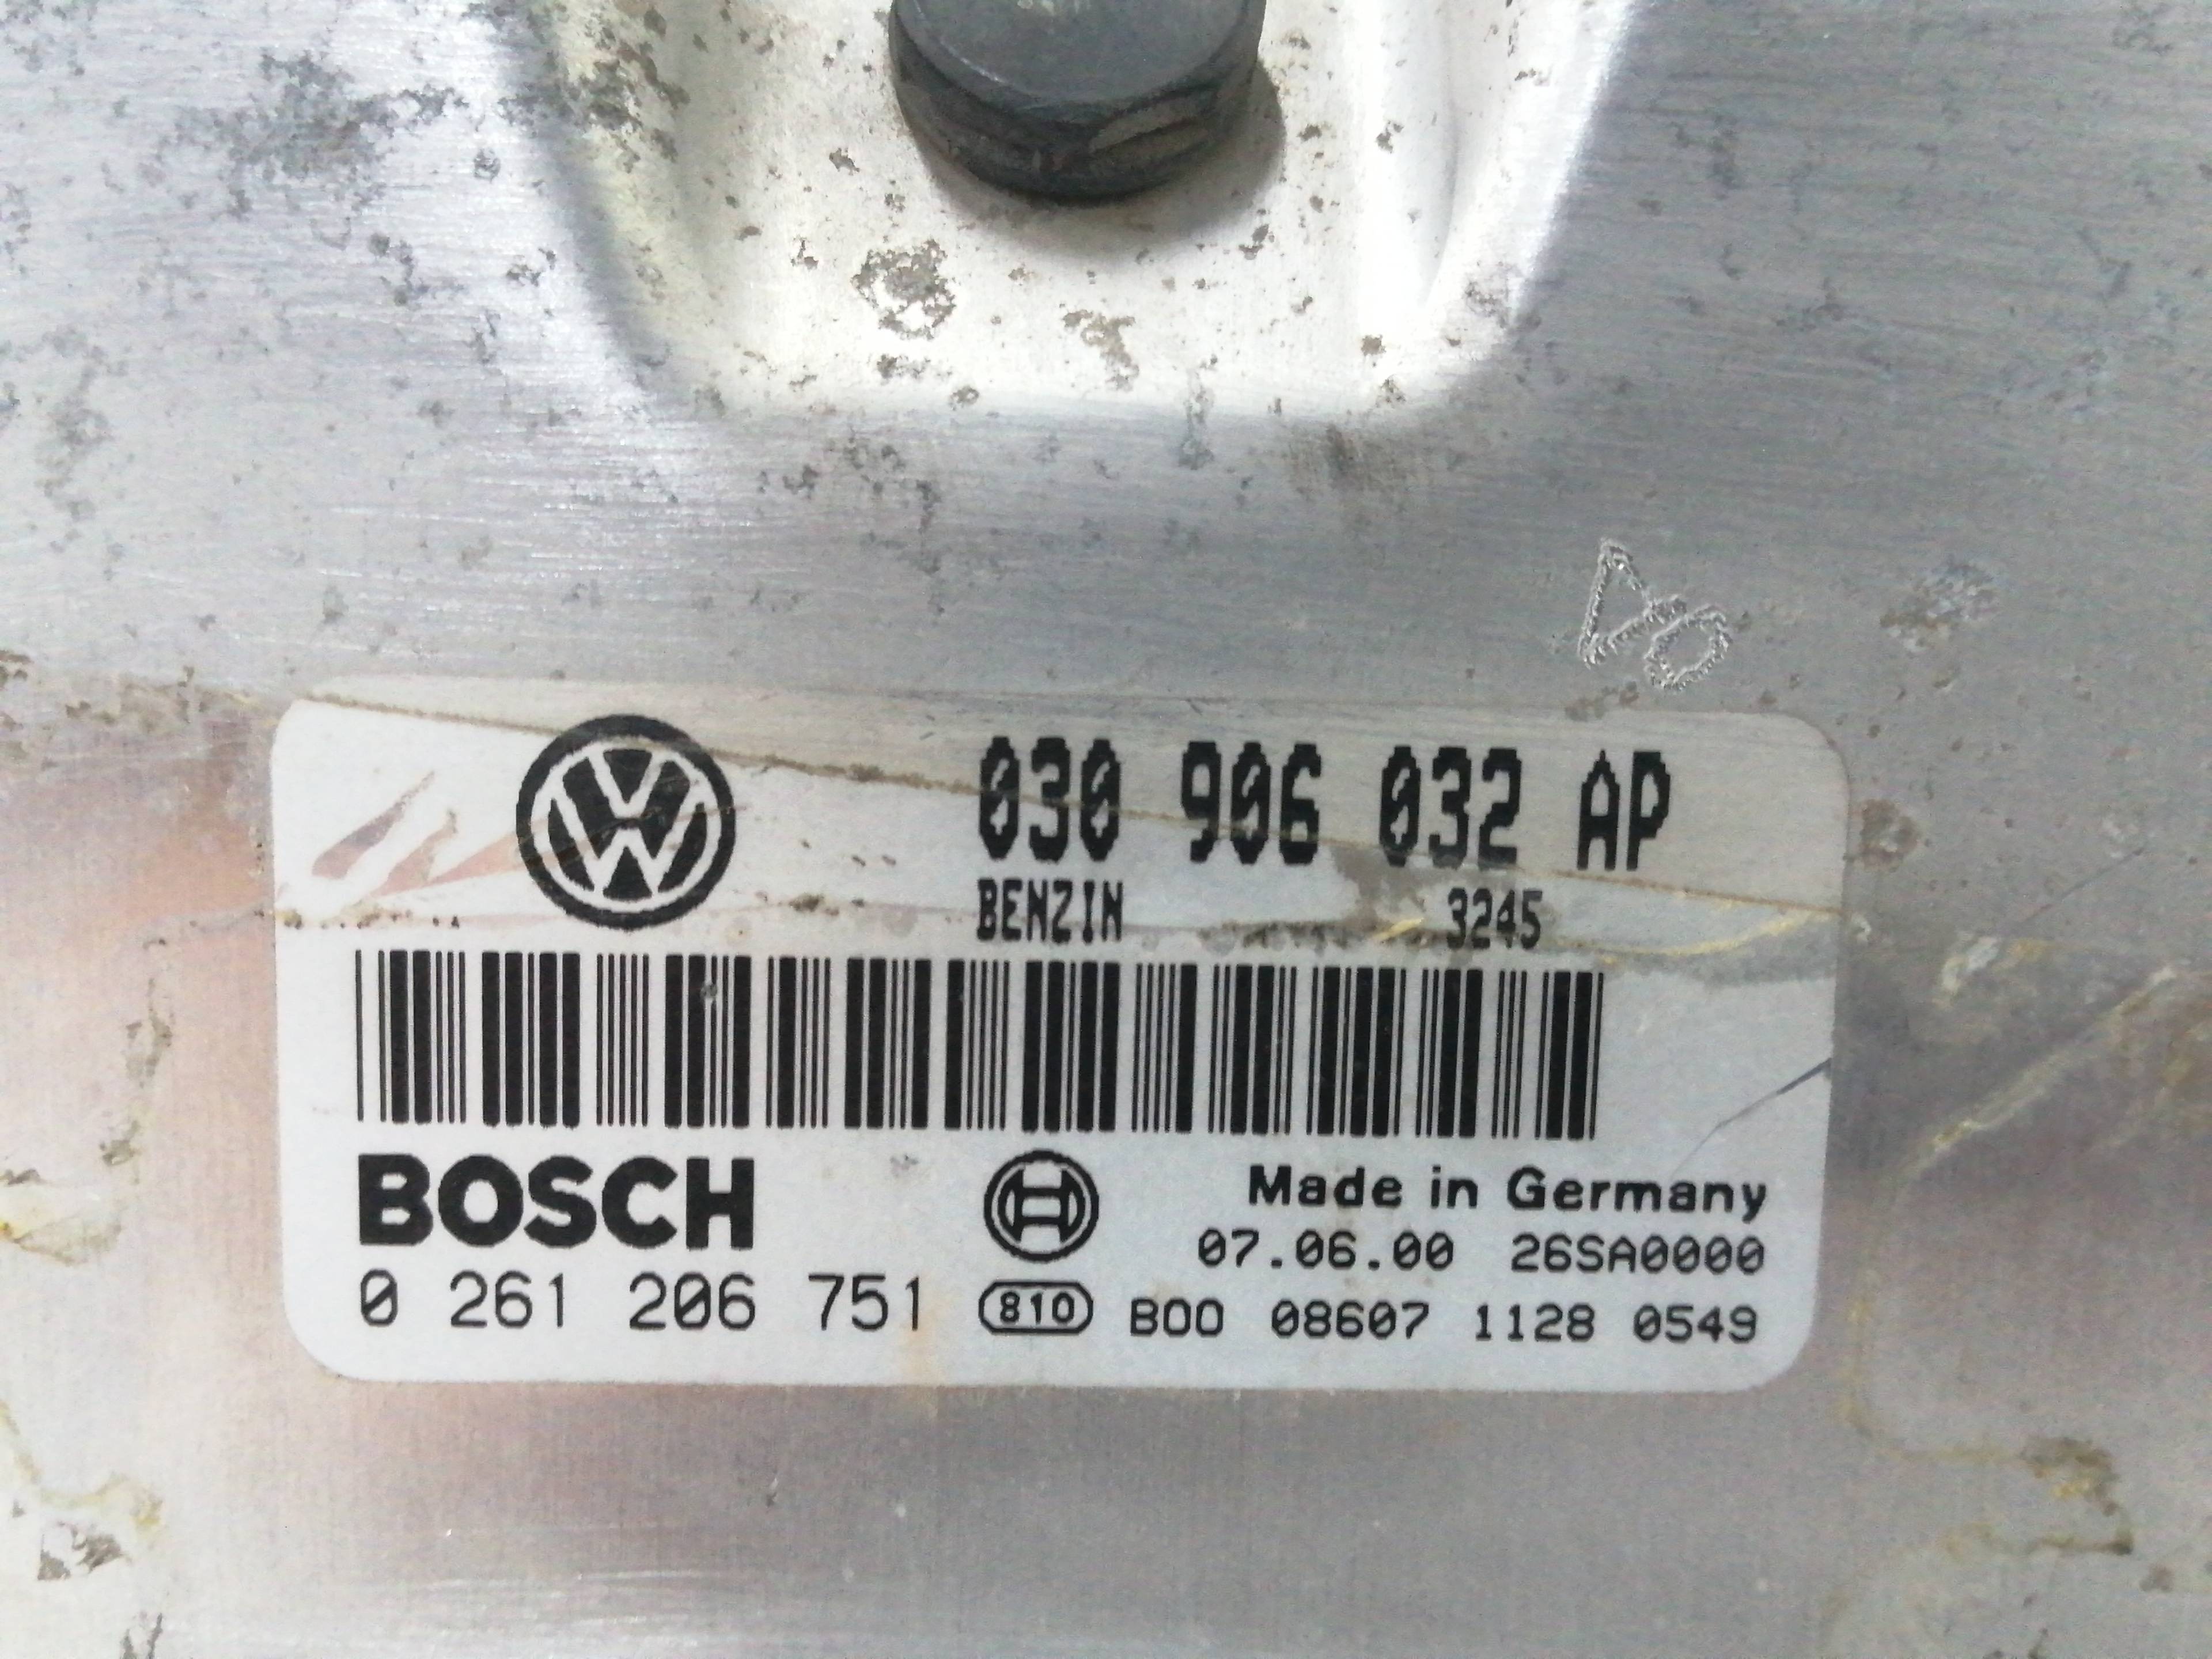 030 906 032 AP
BENZIN 3245
BOSCH
Made in Germany
07.06.00 26SA0000
0 261 206 751 810 B00 08607 1128 0549